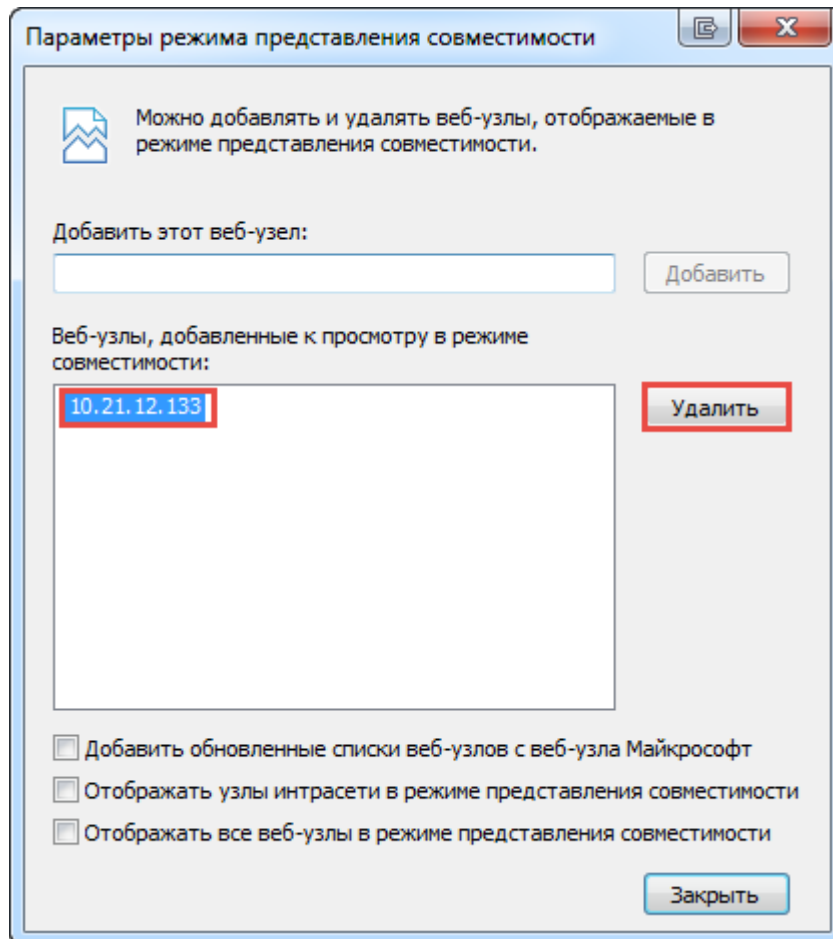 Параметры режима представления совместимости
Можно добавлять и удалять веб-узлы, отображаемые в
режиме представления совместимости.
Добавить этот веб-узел:
Добавить
Веб-узлы, добавленные к просмотру в режиме
совместимости:
10.21.12.133
Удалить
Добавить обновленные списки веб-узлов с веб-узла Майкрософт
Отображать узлы интрасети в режиме представления совместимости
Отображать все веб-узлы в режиме представления совместимости
Закрыть